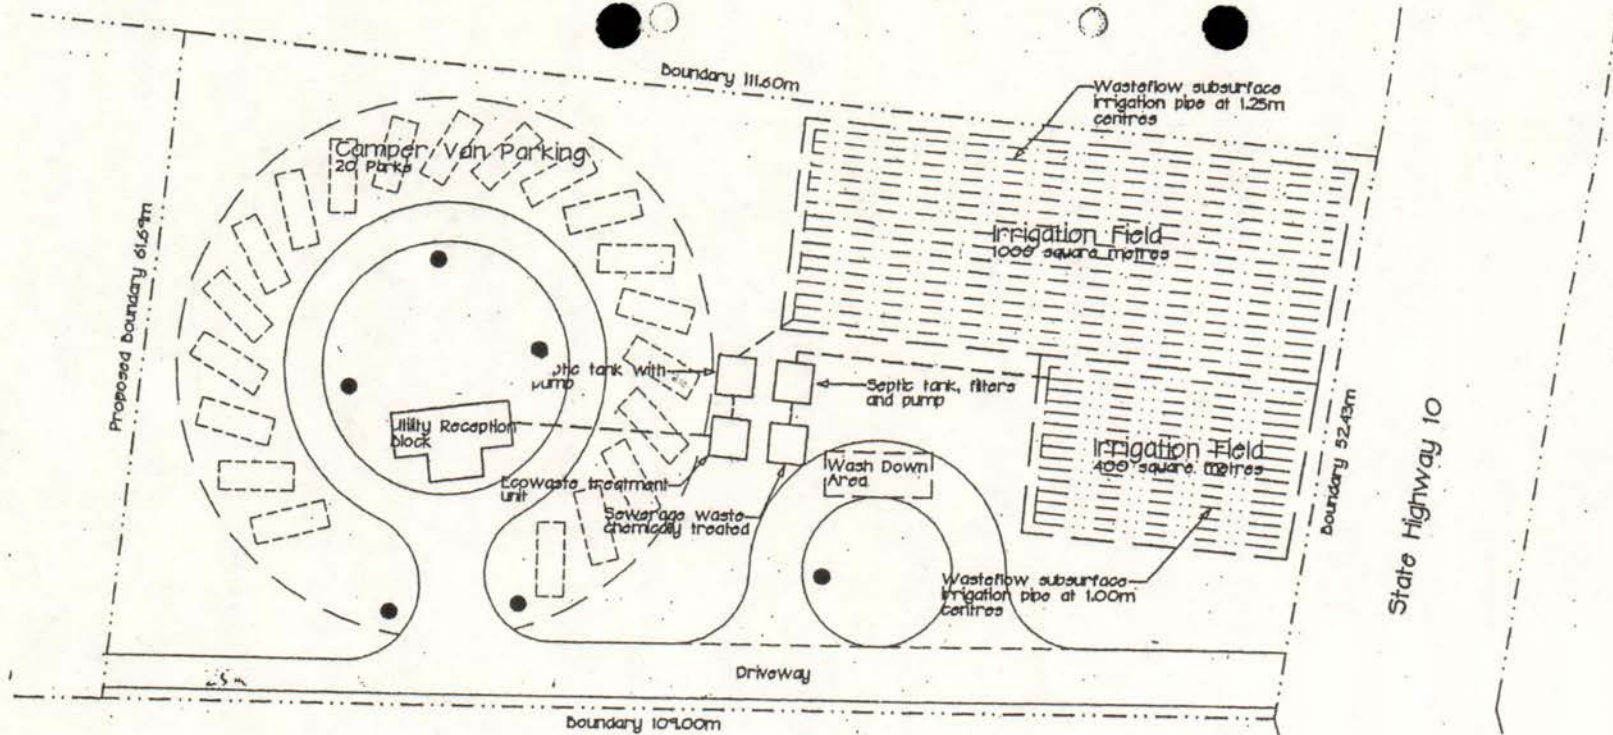 Boundary 111.60m
Wasteflow subsurface
irrigation pipe at 1.25m
centres
Camper Van Parking
20 Parks
Proposed Boundary 61.69m
Irrigation Field
1000 square metres
ptic tank with
pump
Septic tank, filters
and pump
Utility Reception
block
Ecowaste treatment
unit
Sewerage waste
chemically treated
Wash Down
Area
Irrigation Field
400 square metres
Boundary 52.43m
State Highway 10
Wasteflow subsurface
irrigation pipe at 1.00m
centres
Driveway
Boundary 109.00m